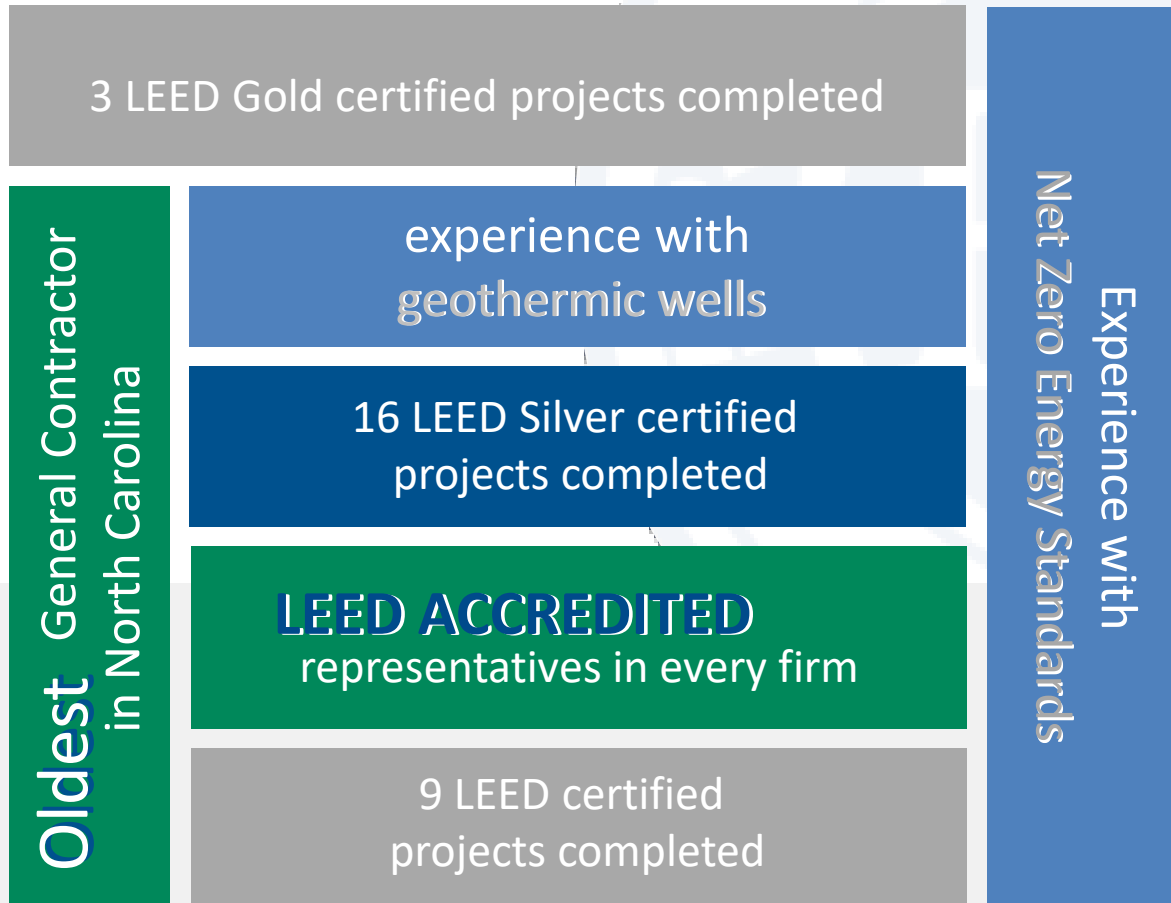 3 LEED Gold certified projects completed
Oldest General Contractor
in North Carolina
experience with
geothermic wells
16 LEED Silver certified
projects completed
LEED ACCREDITED
representatives in every firm
9 LEED certified
projects completed
Experience with
Net Zero Energy Standards